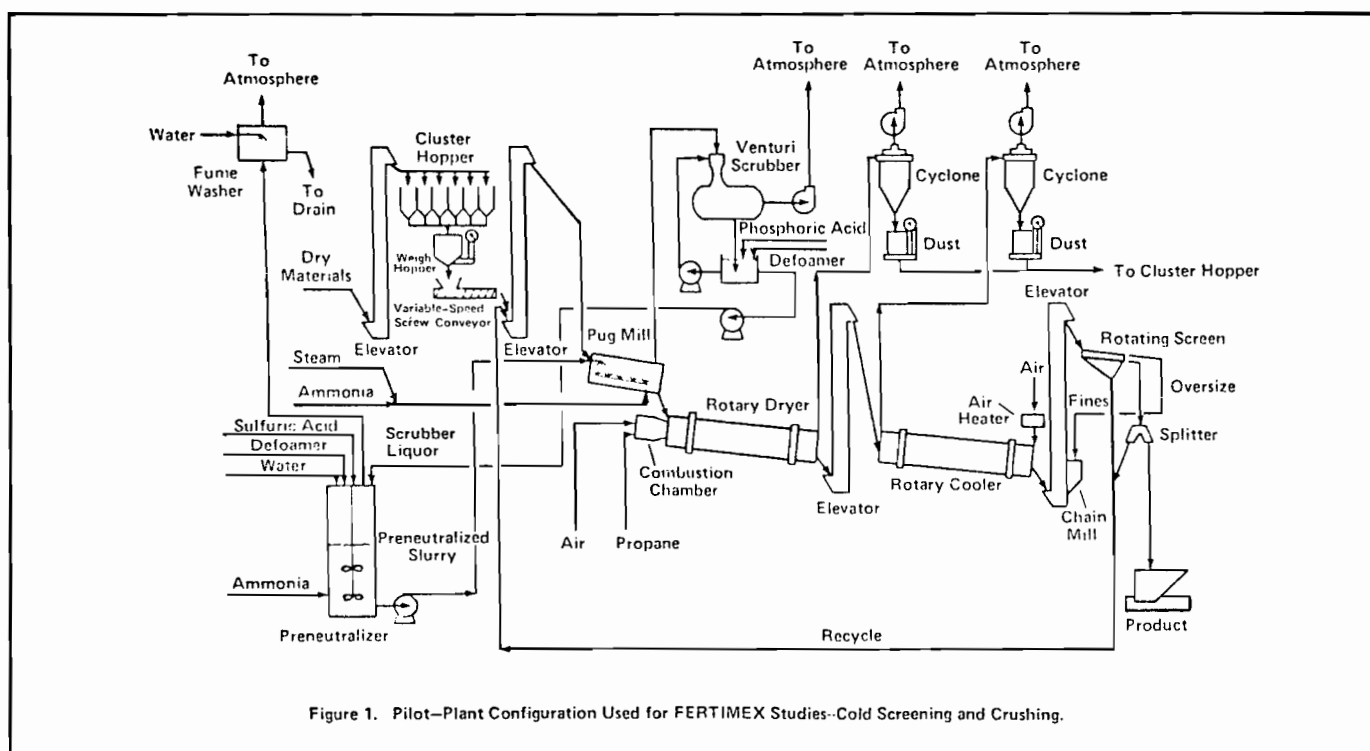 To
Atmosphere
To
Atmosphere
To
Atmosphere
To
Atmosphere
Water
Fume
Washer
To
Drain
Cluster
Hopper
Venturi
Scrubber
Cyclone
Cyclone
Dry
Materials
Weigh
Hopper
Phosphoric Acid
Defoamer
Dust
Dust
To Cluster Hopper
Variable-Speed
Screw Conveyor
Elevator
Elevator
Elevator
Pug Mill
Rotating Screen
Steam
Ammonia
Air
Oversize
Rotary Dryer
Air
Heater
Fines
Splitter
Sulfuric Acid
Defoamer
Water
Scrubber
Liquor
Combustion
Chamber
Rotary Cooler
Elevator
Chain
Mill
Preneutralized
Slurry
Air
Propane
Ammonia
Preneutralizer
Recycle
Product
Figure 1. Pilot-Plant Configuration Used for FERTIMEX Studies--Cold Screening and Crushing.